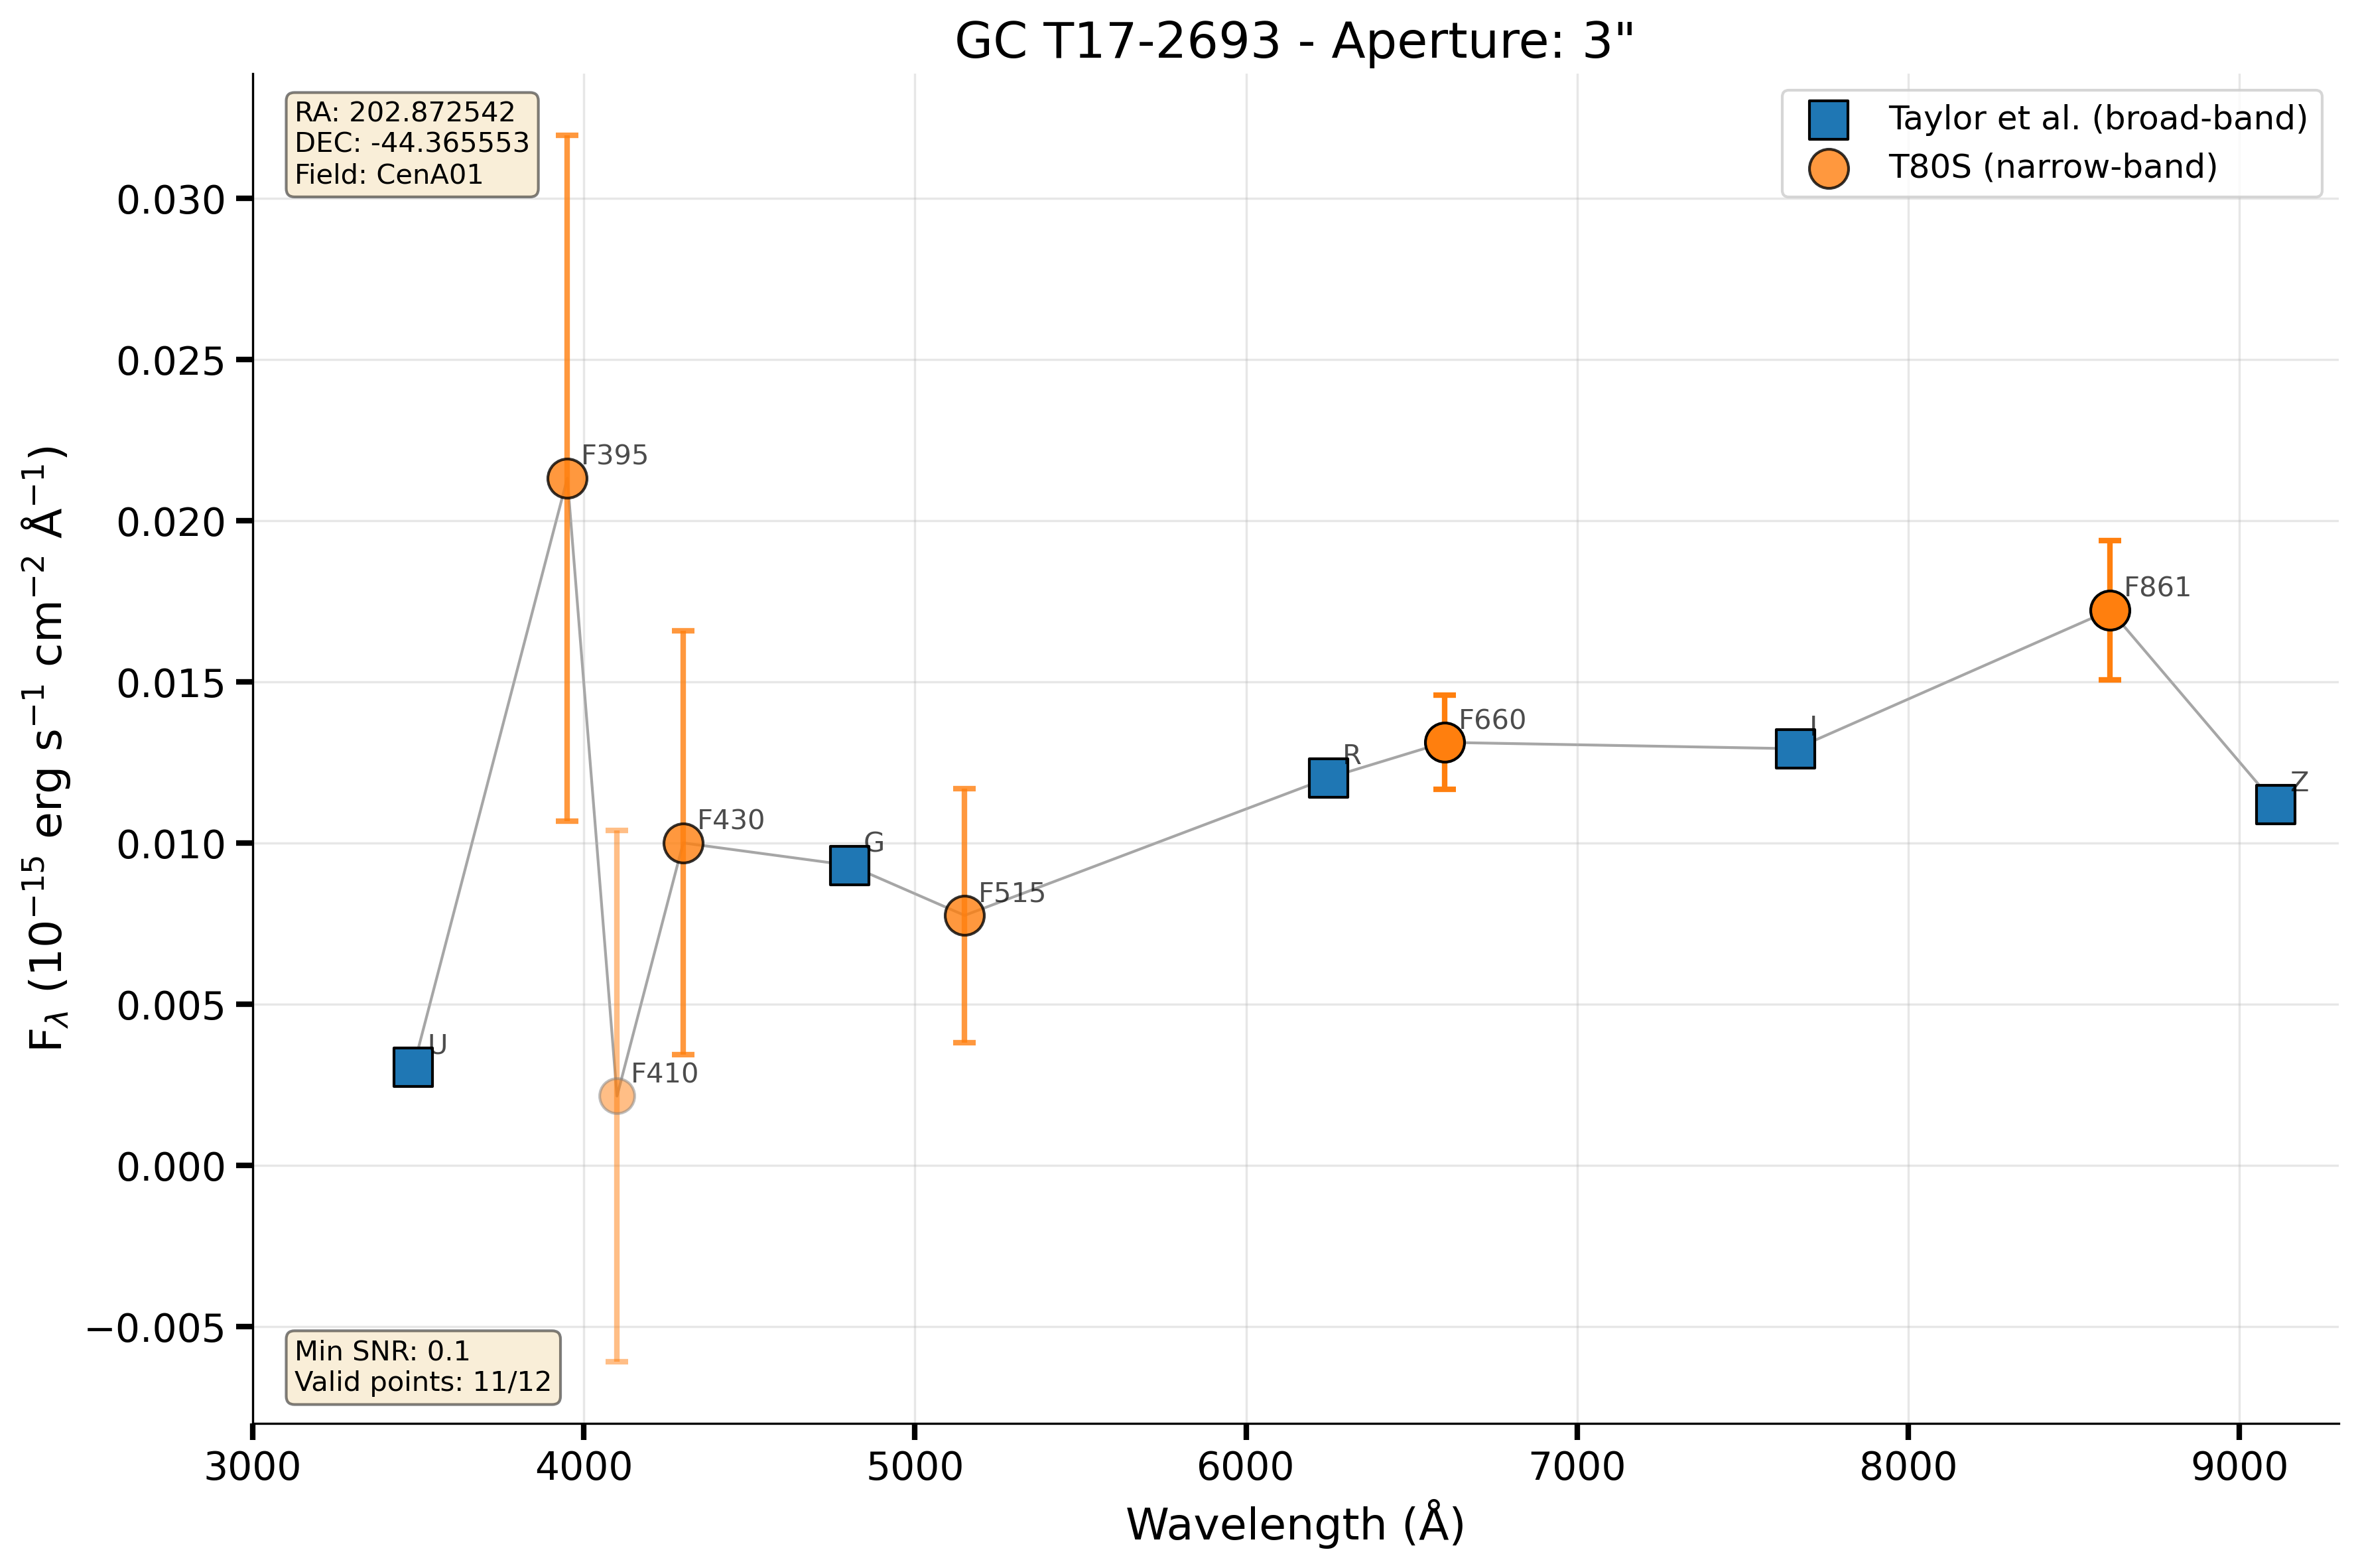 GC T17-2693 - Aperture: 3"
RA: 202.872542
DEC: -44.365553
Field: CenA01
Taylor et al. (broad-band)
T80S (narrow-band)
F_λ (10⁻¹⁵ erg s⁻¹ cm⁻² Å⁻¹)
0.030
0.025
0.020
0.015
0.010
0.005
0.000
−0.005
U
F395
F410
F430
G
F515
R
F660
I
F861
Z
Min SNR: 0.1
Valid points: 11/12
3000
4000
5000
6000
7000
8000
9000
Wavelength (Å)